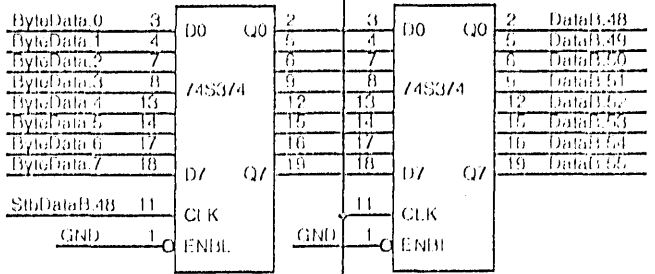 ByteData.0 3 D0 Q0 2 3 D0 Q0 2 DataB.48
ByteData.1 4 5 4 5 DataB.49
ByteData.2 7 6 7 6 DataB.50
ByteData.3 8 74S374 9 8 74S374 9 DataB.51
ByteData.4 13 12 13 12 DataB.52
ByteData.5 14 15 14 15 DataB.53
ByteData.6 17 16 17 16 DataB.54
ByteData.7 18 D7 Q7 19 18 D7 Q7 19 DataB.55
StbDataB.48 11 CLK 11 CLK
GND 1 ENBL GND 1 ENBL